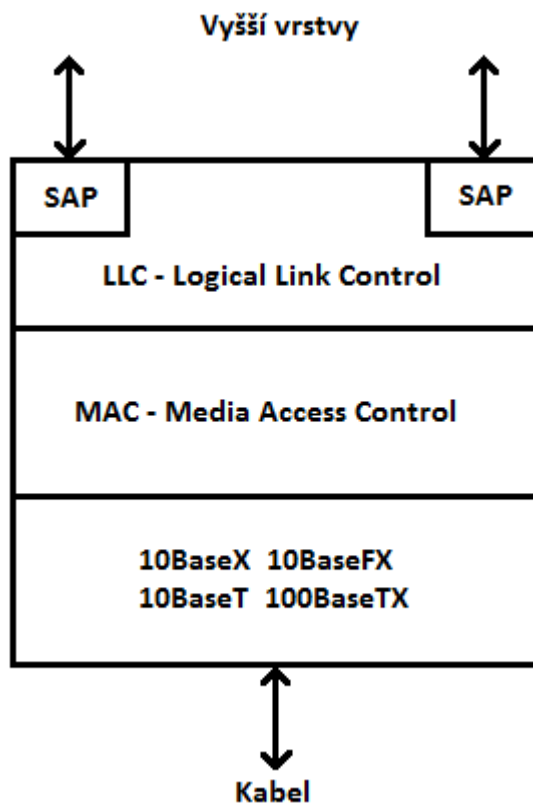 Vyšší vrstvy
SAP SAP
LLC - Logical Link Control
MAC - Media Access Control
10BaseX 10BaseFX
10BaseT 100BaseTX
Kabel